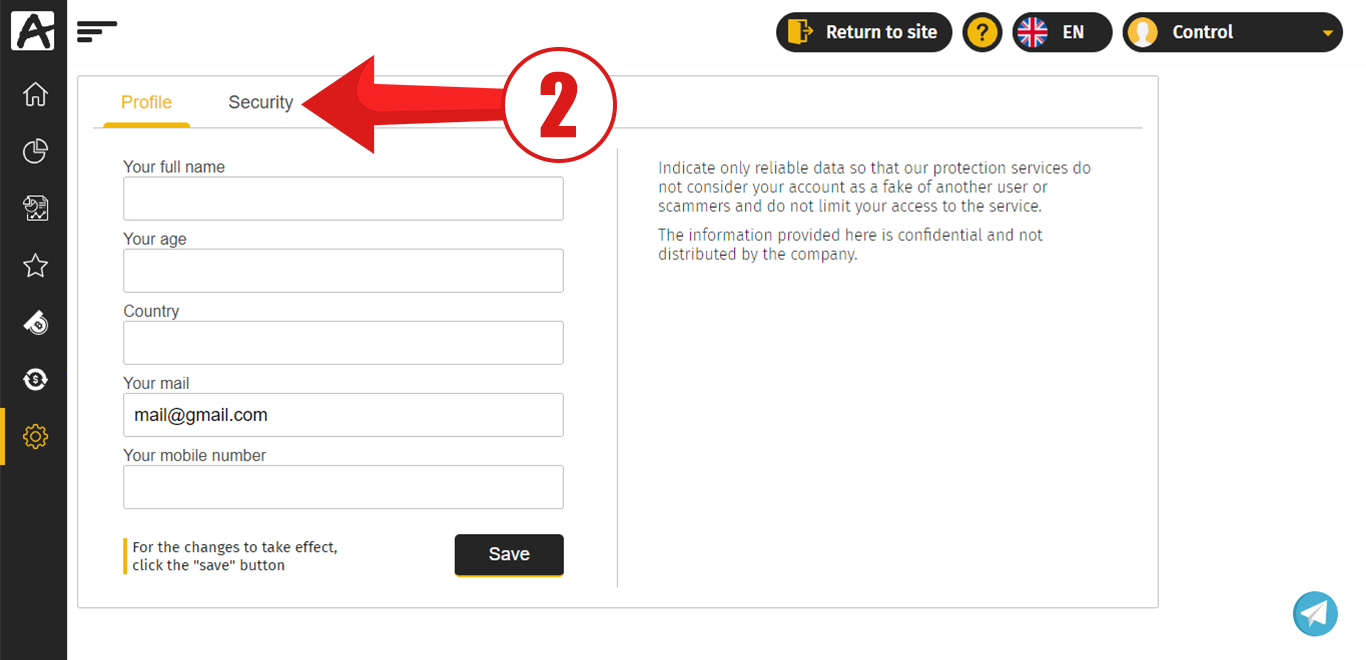 Return to site
?
EN
Control
Profile
Security
2
Your full name
Your age
Country
Your mail
mail@gmail.com
Your mobile number
For the changes to take effect,
click the "save" button
Save
Indicate only reliable data so that our protection services do
not consider your account as a fake of another user or
scammers and do not limit your access to the service.
The information provided here is confidential and not
distributed by the company.